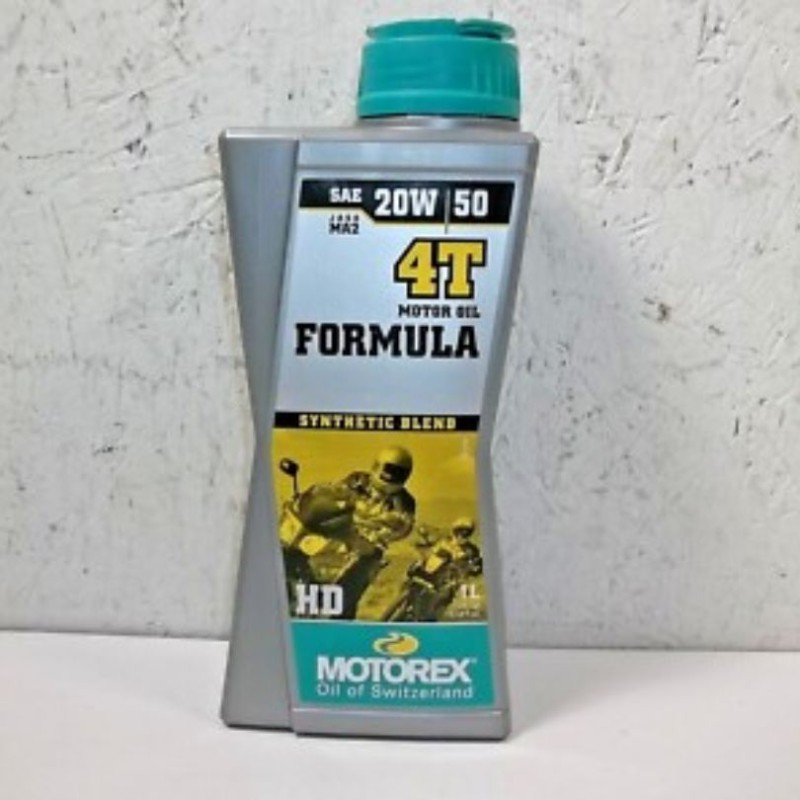 SAE 20W 50
JASO MA2
4T
MOTOR OIL
FORMULA
SYNTHETIC BLEND
HD
1L
MOTOREX
Oil of Switzerland